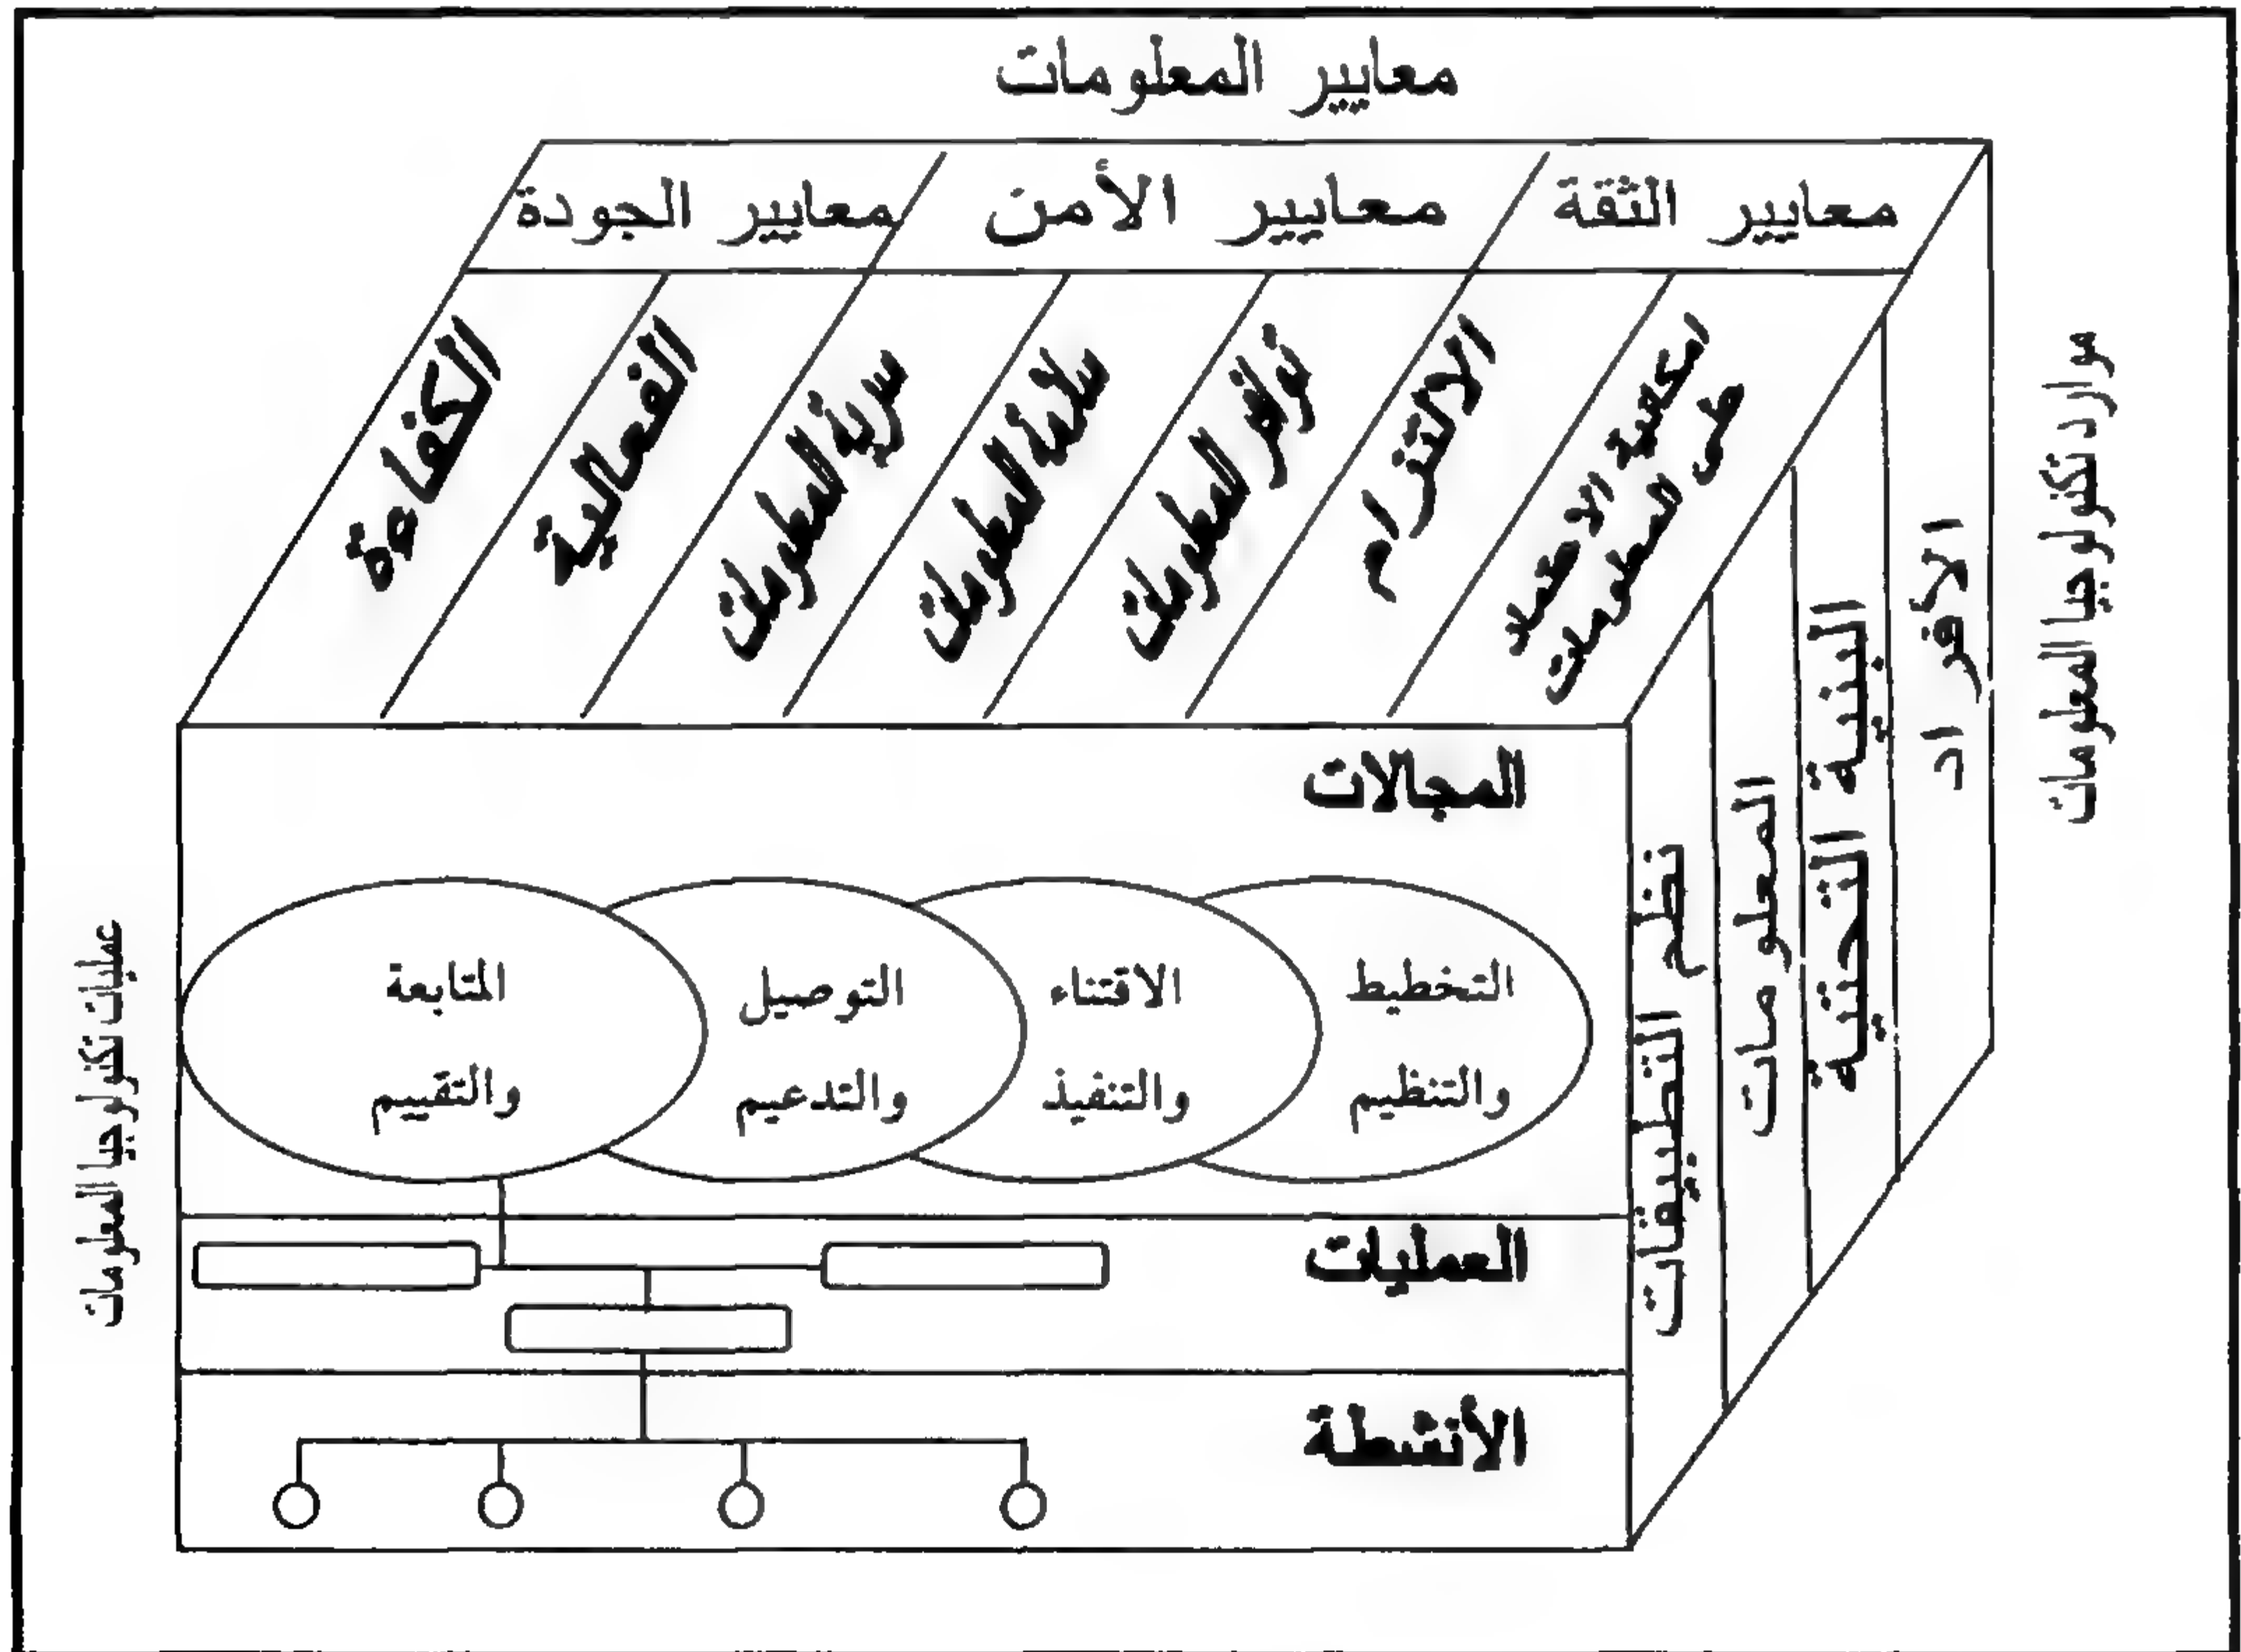 معايير المعلومات
معايير الثقة
معايير الأمن
معايير الجودة
احقية الاعتماد
على المعلومات
الالتزام
توافر المعلومات
سلامة المعلومات
سرية المعلومات
الفعالية
الكفاءة
موارد تكنولوجيا المعلومات
الأفراد
البنية التحتية
المعلومات
نظم التطبيقات
المجالات
التخطيط
والتنظيم
الاقتناء
والتنفيذ
التوصيل
والتدعيم
المتابعة
والتقييم
العمليات
الأنشطة
عمليات تكنولوجيا المعلومات